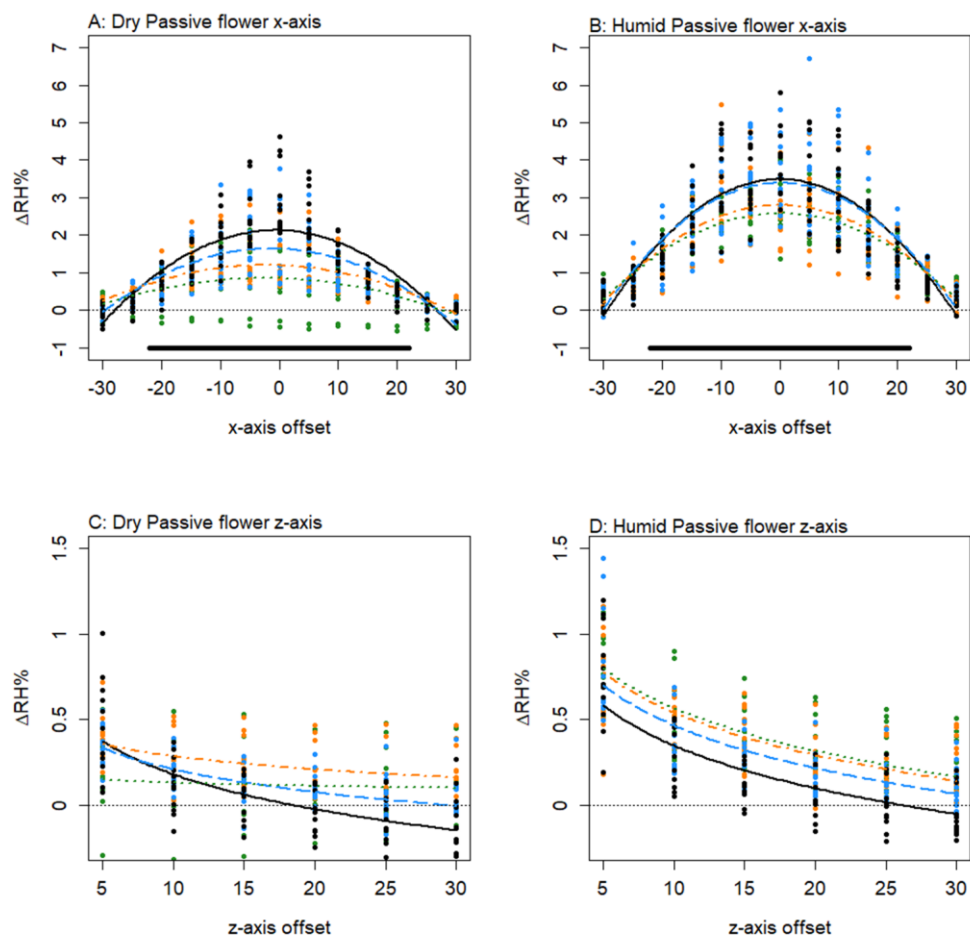 A: Dry Passive flower x-axis
ΔRH%
7
6
5
4
3
2
1
0
-1
-30 -20 -10 0 10 20 30
x-axis offset
B: Humid Passive flower x-axis
ΔRH%
7
6
5
4
3
2
1
0
-1
-30 -20 -10 0 10 20 30
x-axis offset
C: Dry Passive flower z-axis
ΔRH%
1.5
1
0.5
0
5 10 15 20 25 30
z-axis offset
D: Humid Passive flower z-axis
ΔRH%
1.5
1
0.5
0
5 10 15 20 25 30
z-axis offset